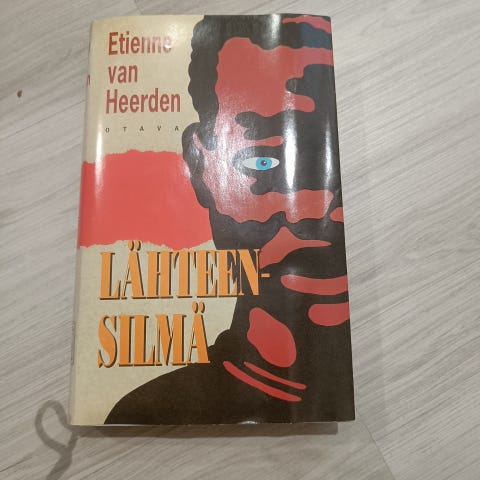 Etienne
van
Heerden
OTAVA
LÄHTEEN-
SILMÄ